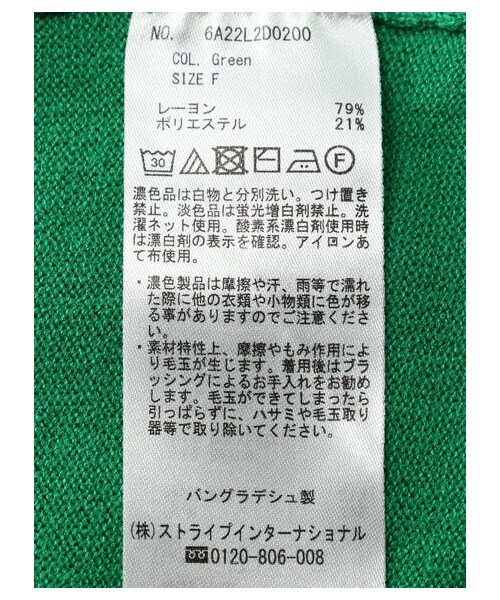 NO. 6A22L2D0200
COL. Green
SIZE F
レーヨン 79%
ポリエステル 21%
30 F
濃色品は白物と分別洗い。つけ置き
禁止。淡色品は蛍光増白剤禁止。洗
濯ネット使用。酸素系漂白剤使用時
は漂白剤の表示を確認。アイロンあ
て布使用。
・濃色製品は摩擦や汗、雨等で濡れ
た際に他の衣類や小物類に色が移
る事がありますのでご注意くださ
い。
・素材特性上、摩擦やもみ作用によ
り毛玉が生じます。着用後はブラ
ッシングによるお手入れをお勧め
します。毛玉ができてしまったら
引っぱらずに、ハサミや毛玉取り
器等で取り除いてください。
バングラデシュ製
(株)ストライプインターナショナル
0120-806-008